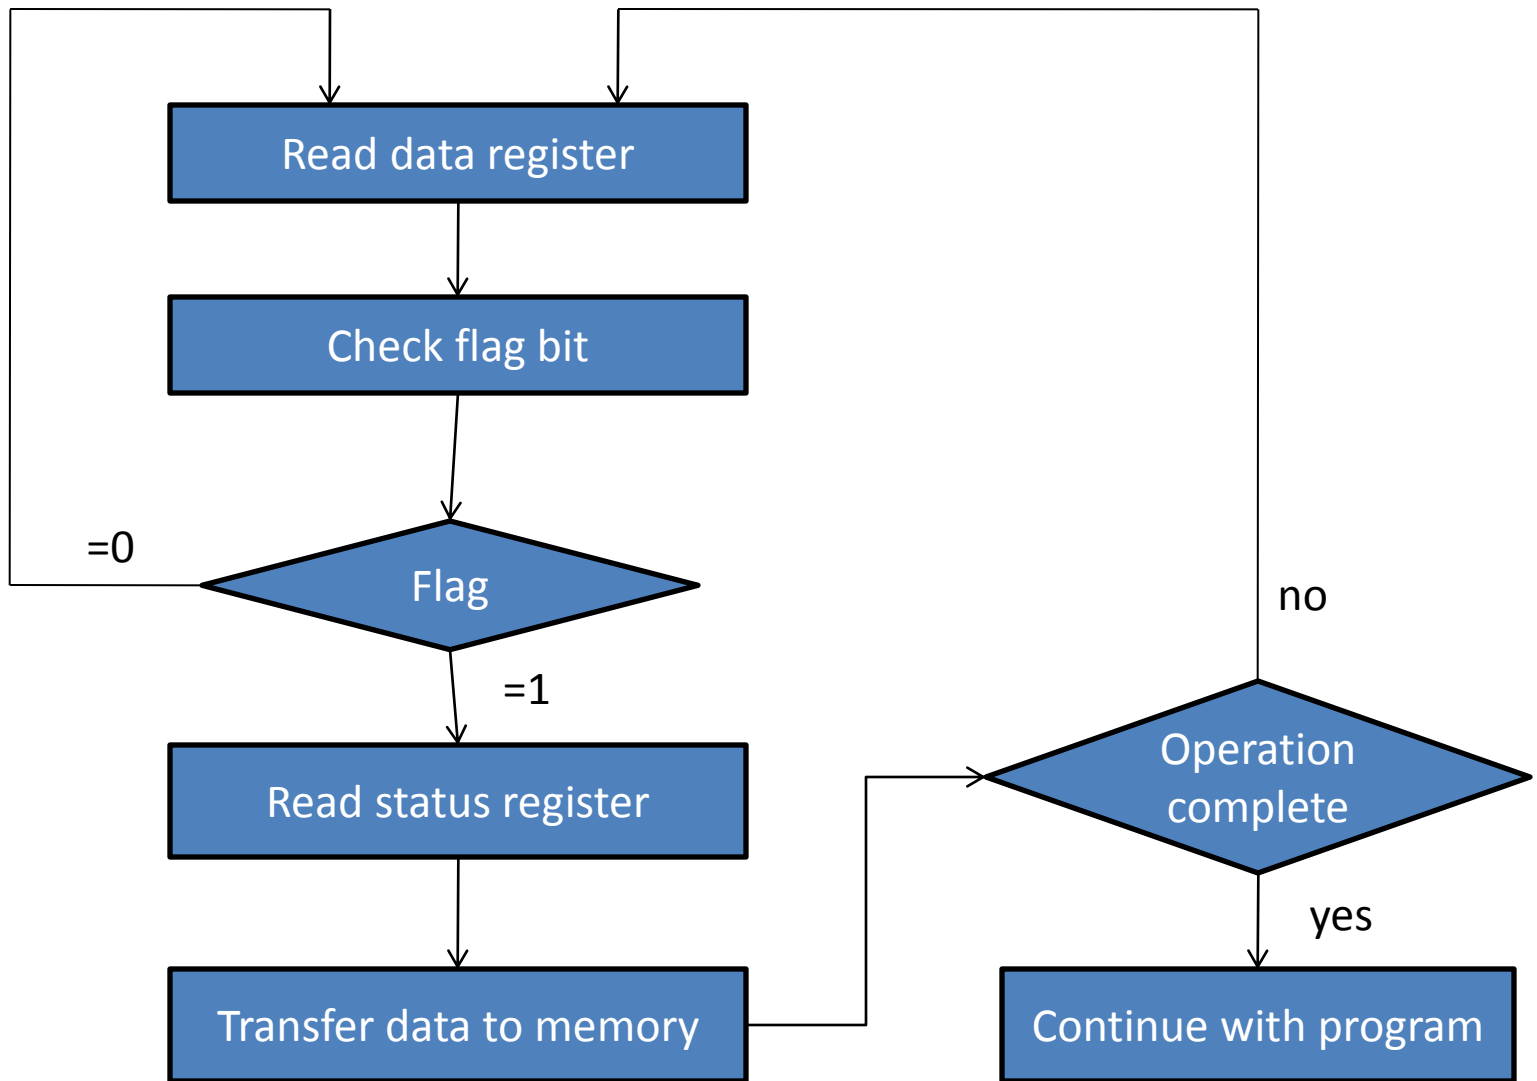 Read data register
Check flag bit
=0
Flag
=1
Read status register
Transfer data to memory
no
Operation
complete
yes
Continue with program